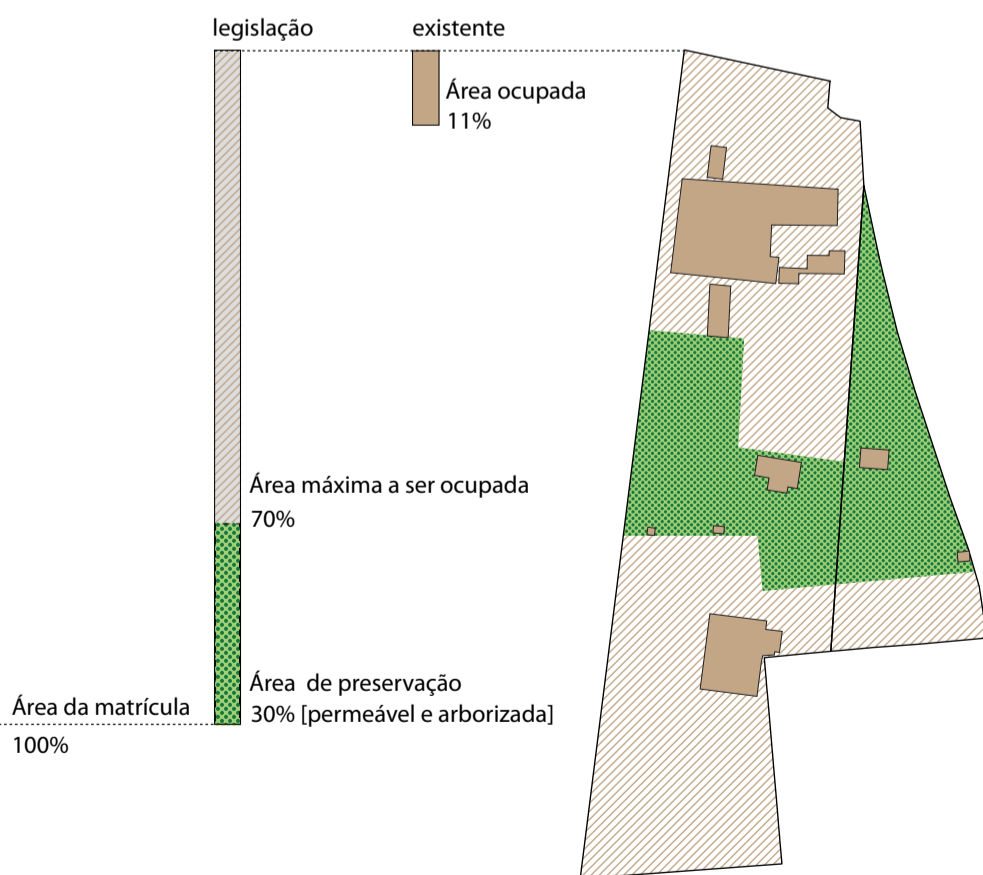 legislação
existente
Área ocupada
11%
Área máxima a ser ocupada
70%
Área de preservação
30% [permeável e arborizada]
Área da matrícula
100%